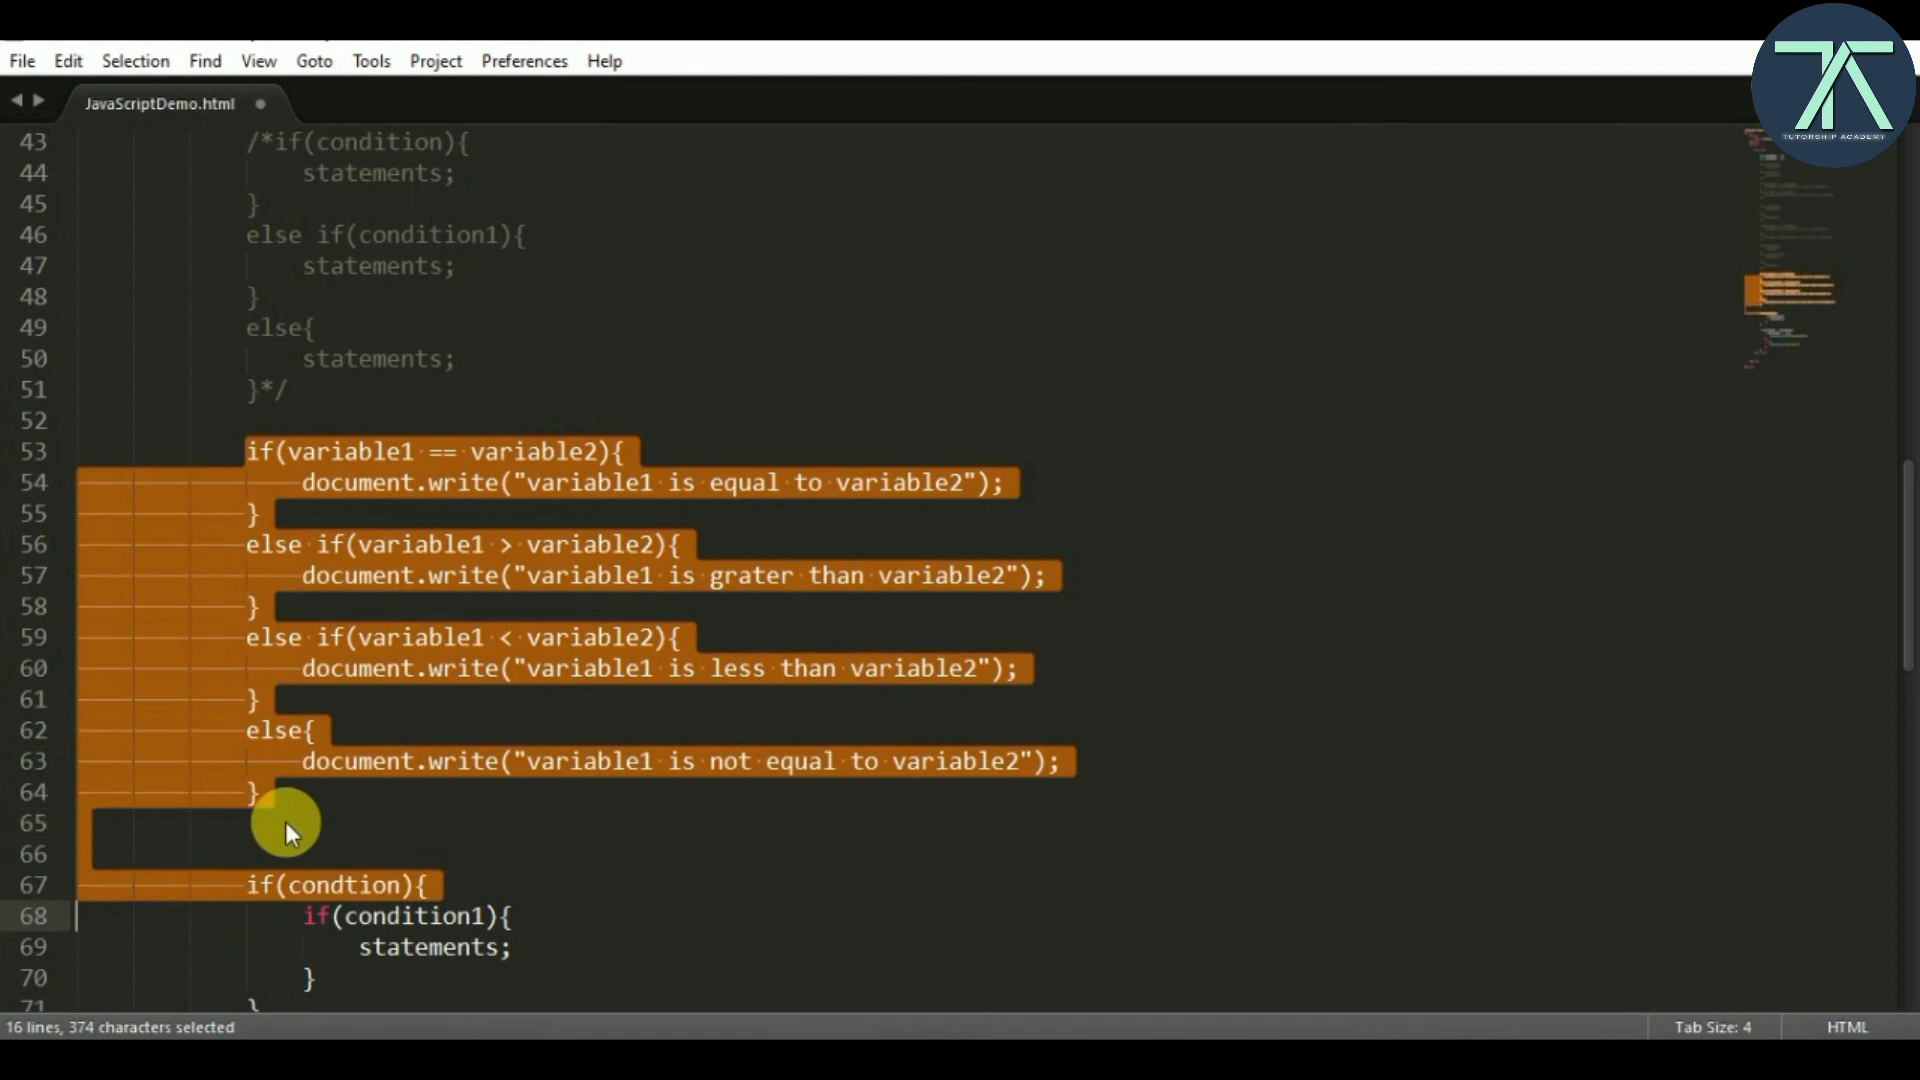 File Edit Selection Find View Goto Tools Project Preferences Help
TUTORSHIP ACADEMY
JavaScriptDemo.html
43 /*if(condition){
44 statements;
45 }
46 else if(condition1){
47 statements;
48 }
49 else{
50 statements;
51 }*/
52
53 if(variable1 == variable2){
54 document.write("variable1 is equal to variable2");
55 }
56 else if(variable1 > variable2){
57 document.write("variable1 is grater than variable2");
58 }
59 else if(variable1 < variable2){
60 document.write("variable1 is less than variable2");
61 }
62 else{
63 document.write("variable1 is not equal to variable2");
64 }
65
66
67 if(condtion){
68 if(condition1){
69 statements;
70 }
71 }
16 lines, 374 characters selected Tab Size: 4 HTML